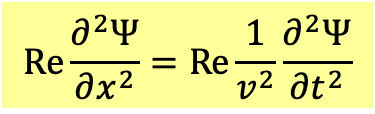 Re ∂²Ψ/∂x² = Re 1/v² ∂²Ψ/∂t²